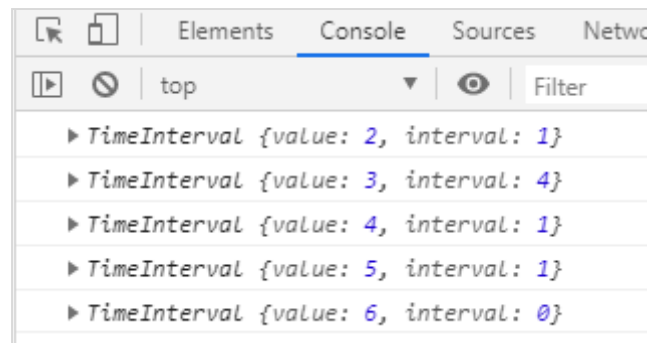 Elements Console Sources Netwo
top Filter
TimeInterval {value: 2, interval: 1}
TimeInterval {value: 3, interval: 4}
TimeInterval {value: 4, interval: 1}
TimeInterval {value: 5, interval: 1}
TimeInterval {value: 6, interval: 0}